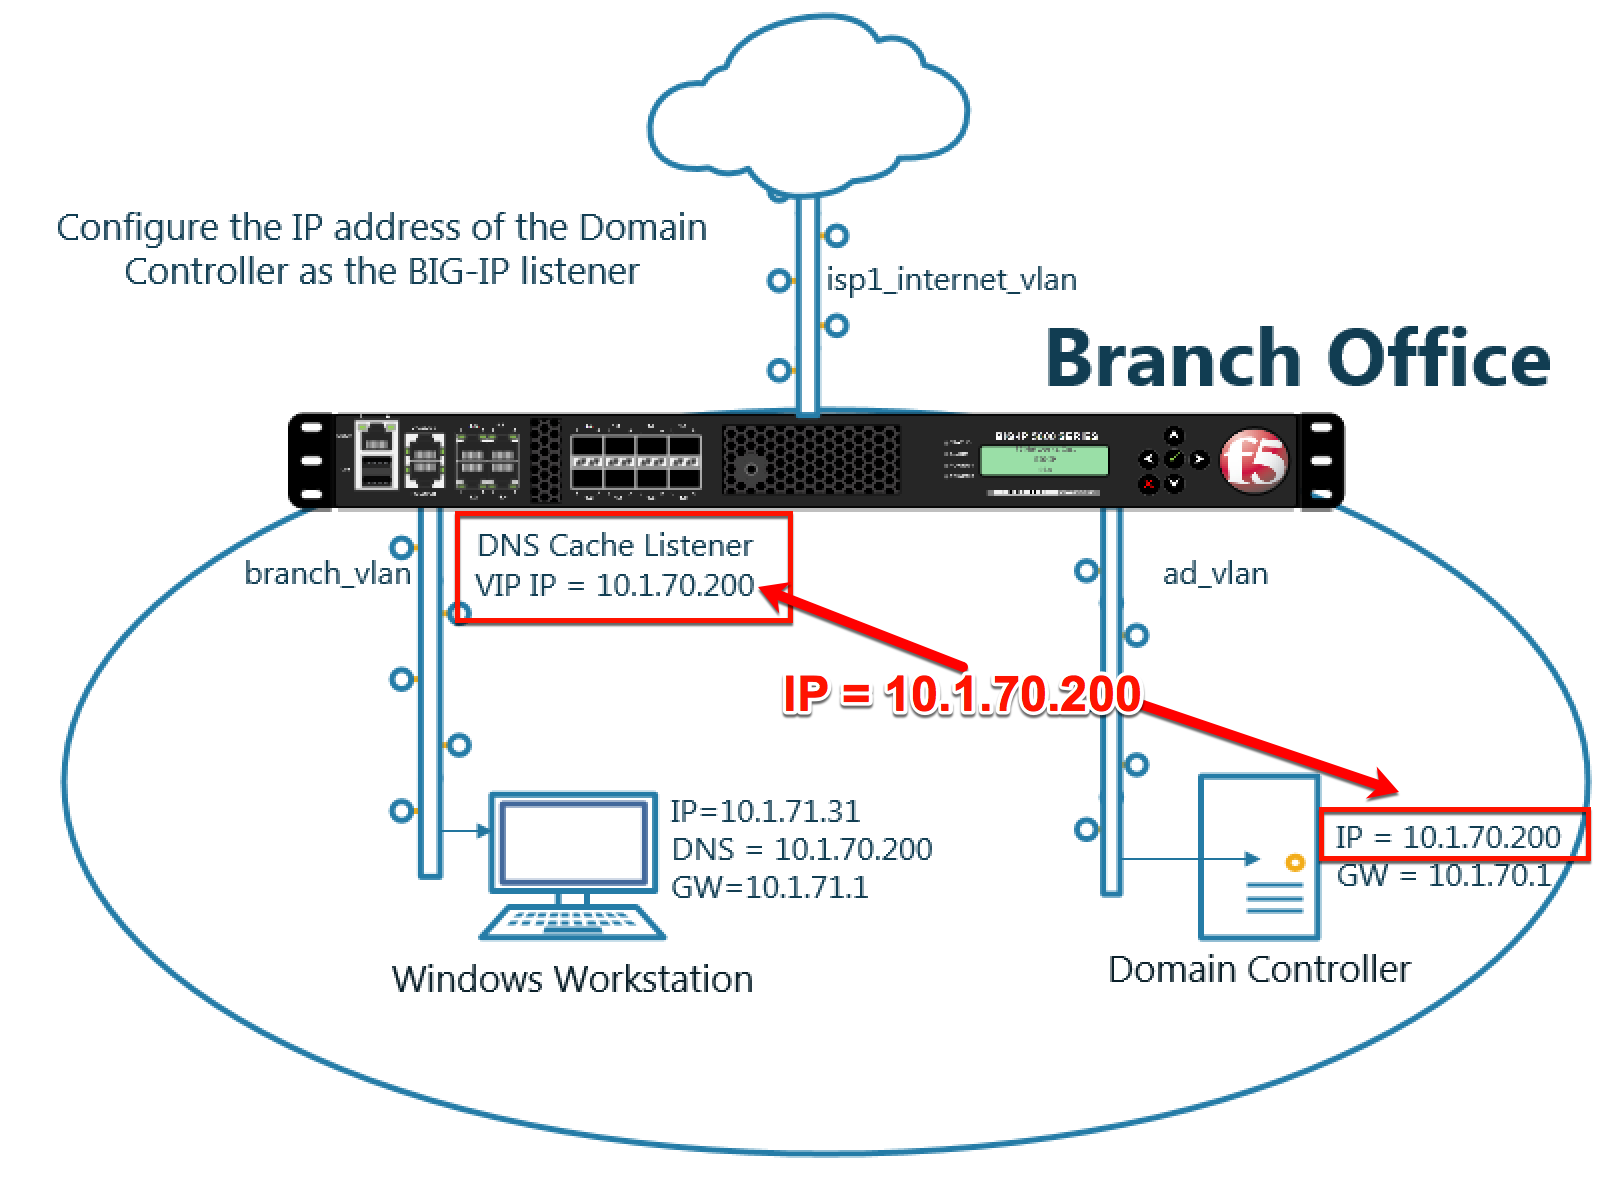 Configure the IP address of the Domain
Controller as the BIG-IP listener
isp1_internet_vlan
Branch Office
BIG-IP 5000 SERIES
f5
DNS Cache Listener
VIP IP = 10.1.70.200
branch_vlan
ad_vlan
IP = 10.1.70.200
IP=10.1.71.31
DNS = 10.1.70.200
GW=10.1.71.1
IP = 10.1.70.200
GW = 10.1.70.1
Windows Workstation
Domain Controller